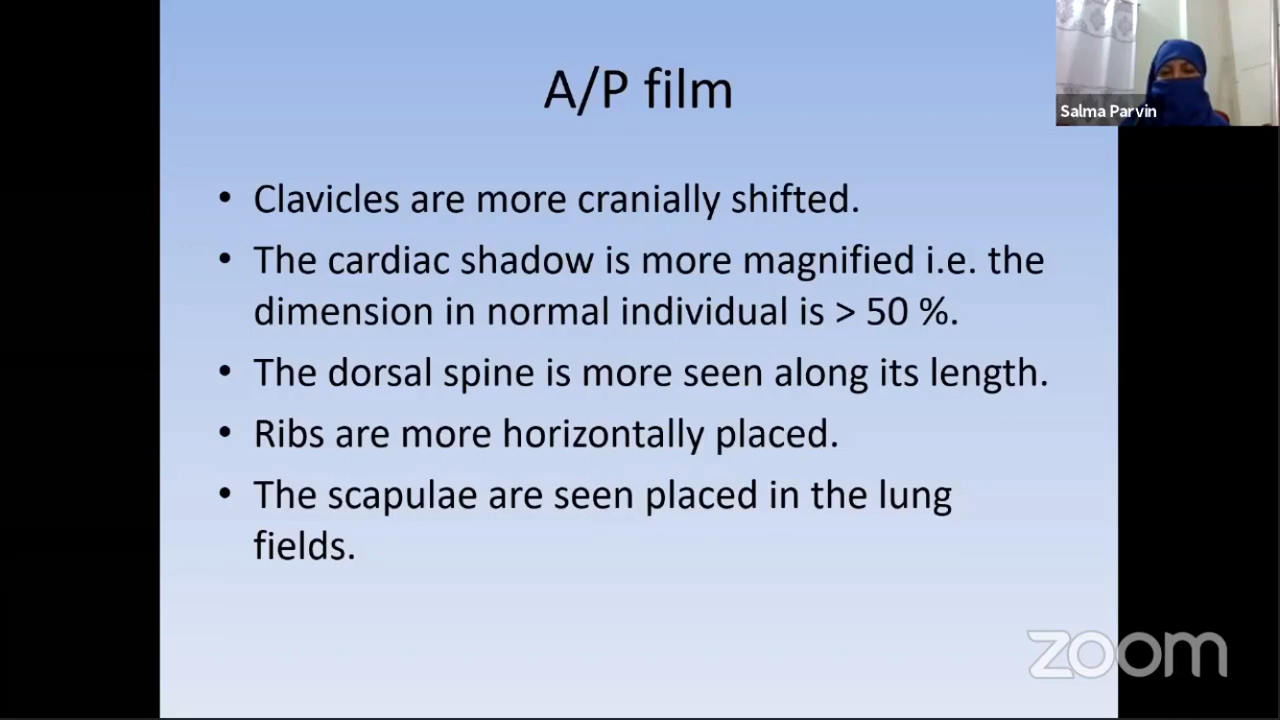 A/P film
Salma Parvin
• Clavicles are more cranially shifted.
• The cardiac shadow is more magnified i.e. the
dimension in normal individual is > 50 %.
• The dorsal spine is more seen along its length.
• Ribs are more horizontally placed.
• The scapulae are seen placed in the lung
fields.
zoom